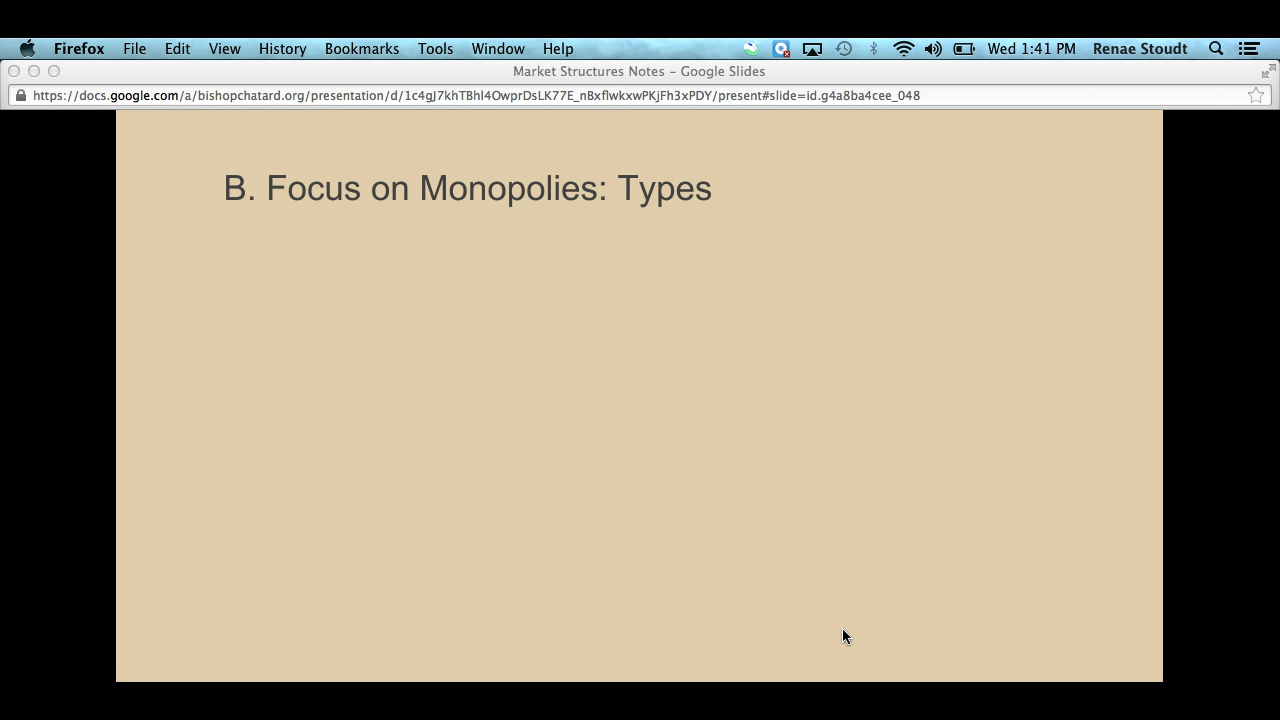 Firefox File Edit View History Bookmarks Tools Window Help Wed 1:41 PM Renae Stoudt
Market Structures Notes – Google Slides
https://docs.google.com/a/bishopchatard.org/presentation/d/1c4gJ7khTBhl4OwprDsLK77E_nBxflwkxwPKjFh3xPDY/present#slide=id.g4a8ba4cee_048
B. Focus on Monopolies: Types